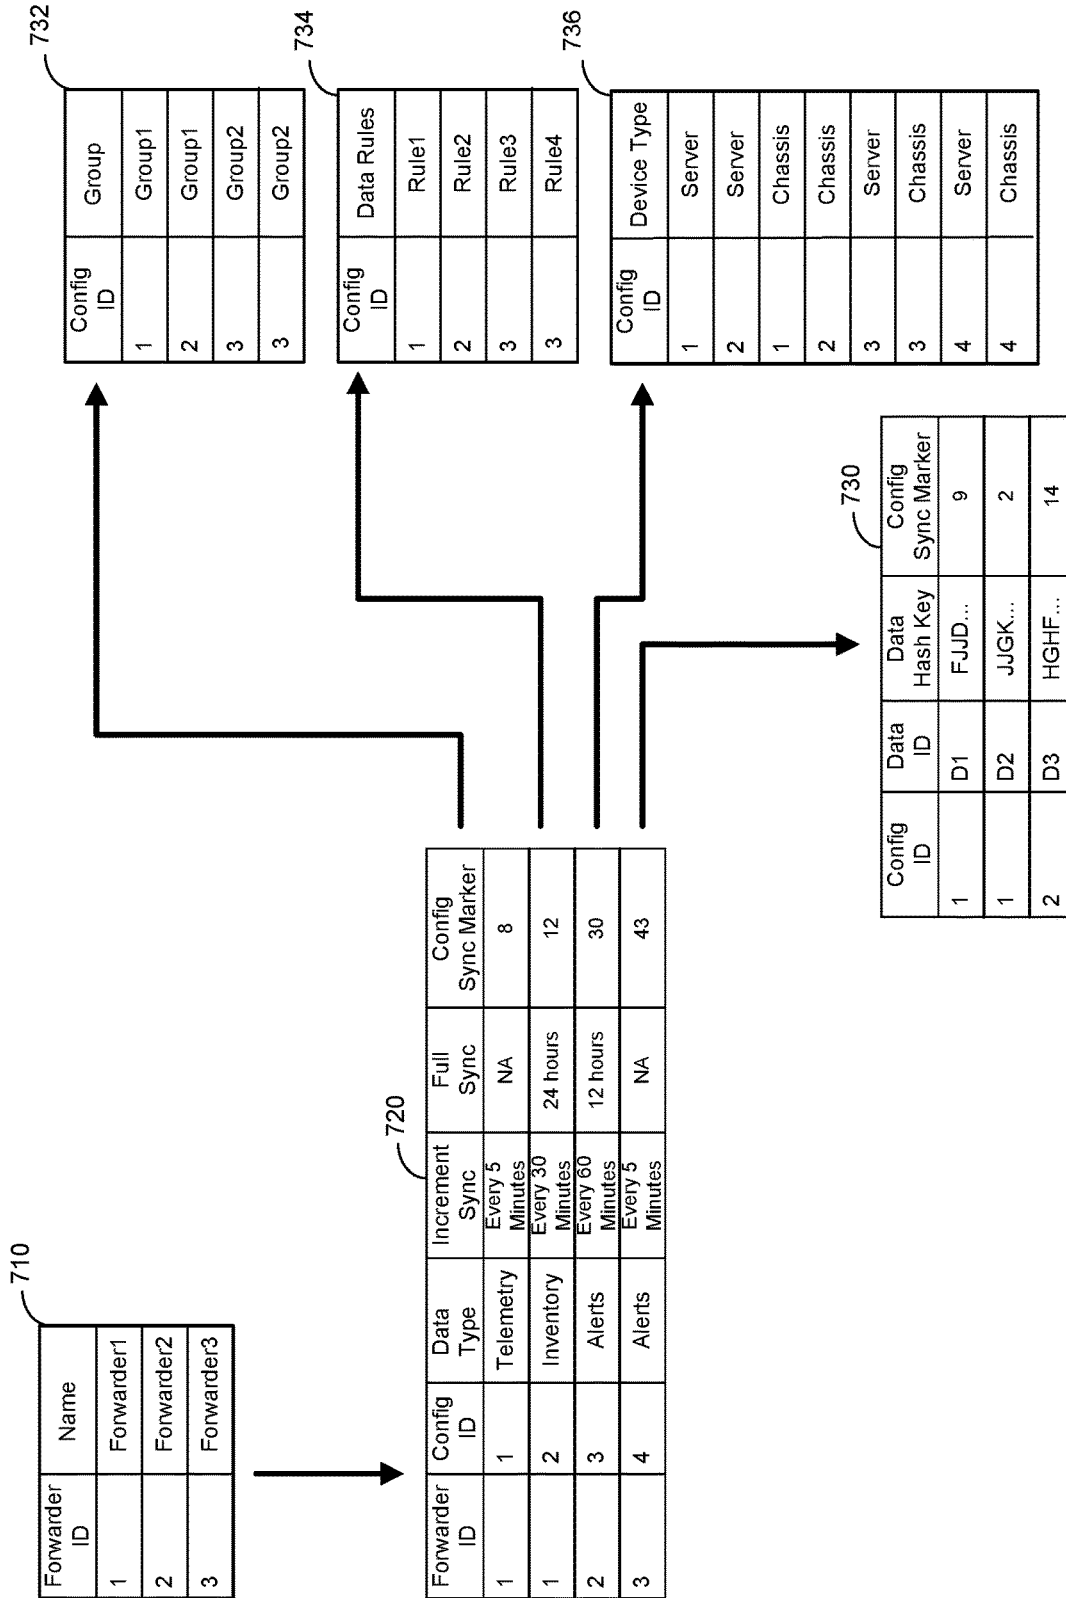 710
Forwarder ID Name
1 Forwarder1
2 Forwarder2
3 Forwarder3
720
Forwarder ID Config ID Data Type Increment Sync Full Sync Config Sync Marker
1 1 Telemetry Every 5 Minutes NA 8
1 2 Inventory Every 30 Minutes 24 hours 12
2 3 Alerts Every 60 Minutes 12 hours 30
3 4 Alerts Every 5 Minutes NA 43
732
Config ID Group
1 Group1
2 Group1
3 Group2
3 Group2
734
Config ID Data Rules
1 Rule1
2 Rule2
3 Rule3
3 Rule4
736
Config ID Device Type
1 Server
2 Server
1 Chassis
2 Chassis
3 Server
3 Chassis
4 Server
4 Chassis
730
Config ID Data ID Data Hash Key Config Sync Marker
1 D1 FJJD... 9
1 D2 JJGK... 2
2 D3 HGHF... 14